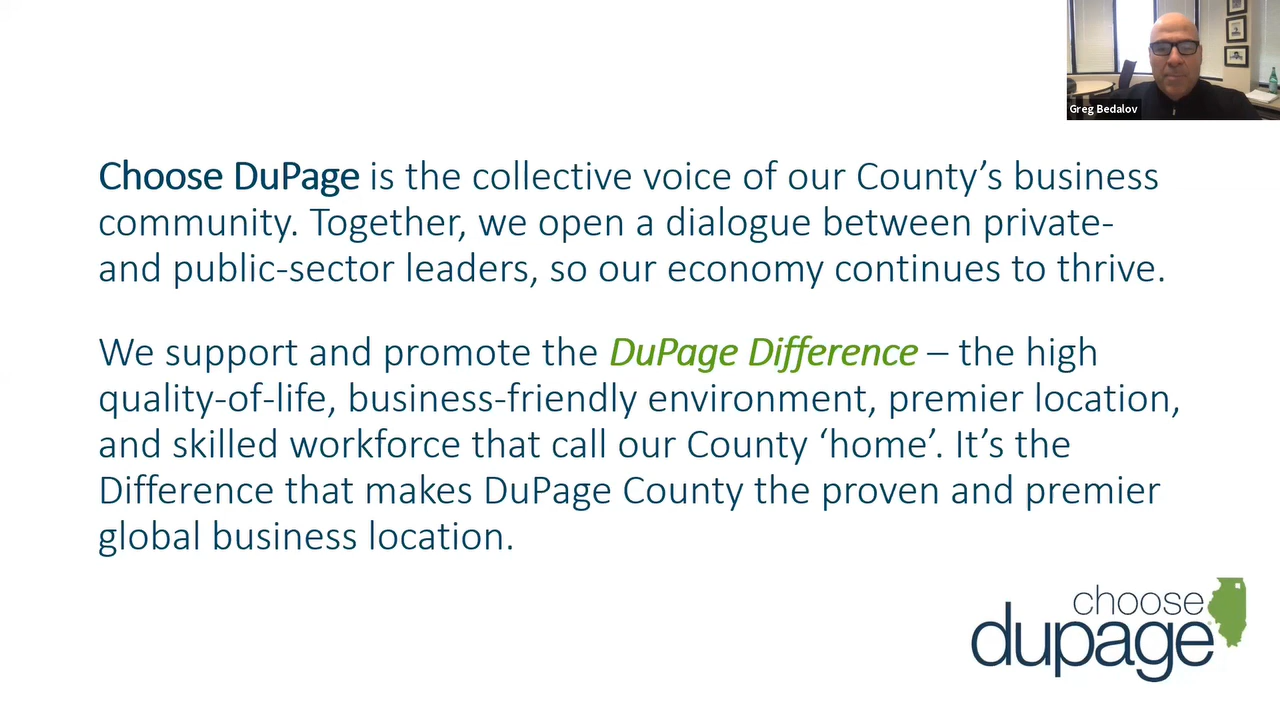 Greg Bedalov
Choose DuPage is the collective voice of our County’s business
community. Together, we open a dialogue between private-
and public-sector leaders, so our economy continues to thrive.
We support and promote the DuPage Difference – the high
quality-of-life, business-friendly environment, premier location,
and skilled workforce that call our County ‘home’. It’s the
Difference that makes DuPage County the proven and premier
global business location.
choose
dupage